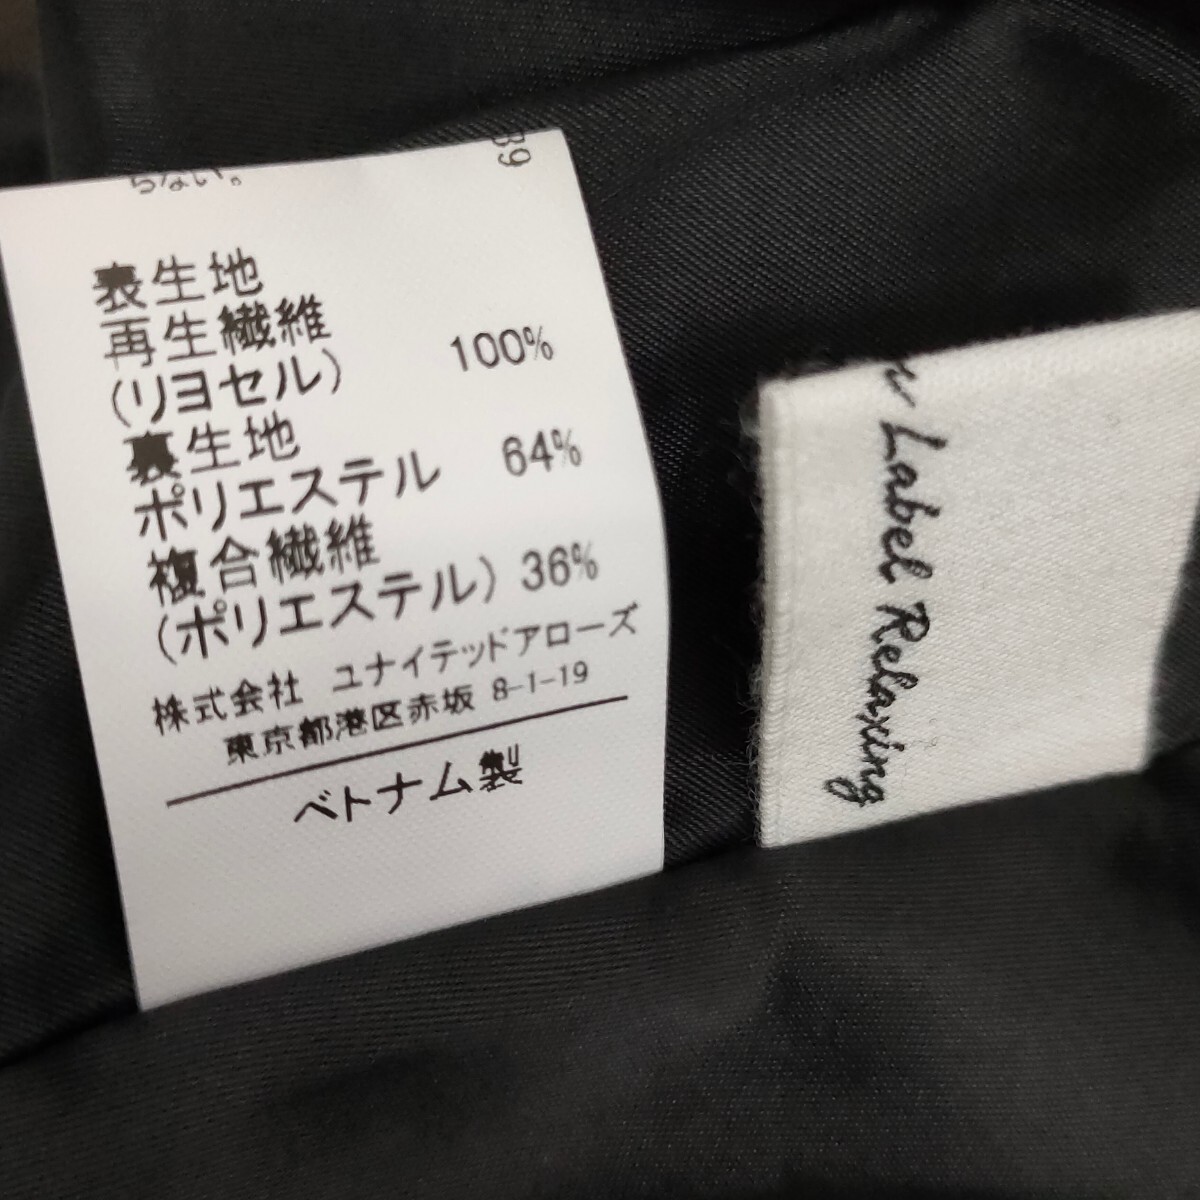 らない。
39
表生地
再生繊維
(リヨセル) 100%
裏生地
ポリエステル 64%
複合繊維
(ポリエステル) 36%
株式会社 ユナイテッドアローズ
東京都港区赤坂 8-1-19
ベトナム製
Label Relaxing